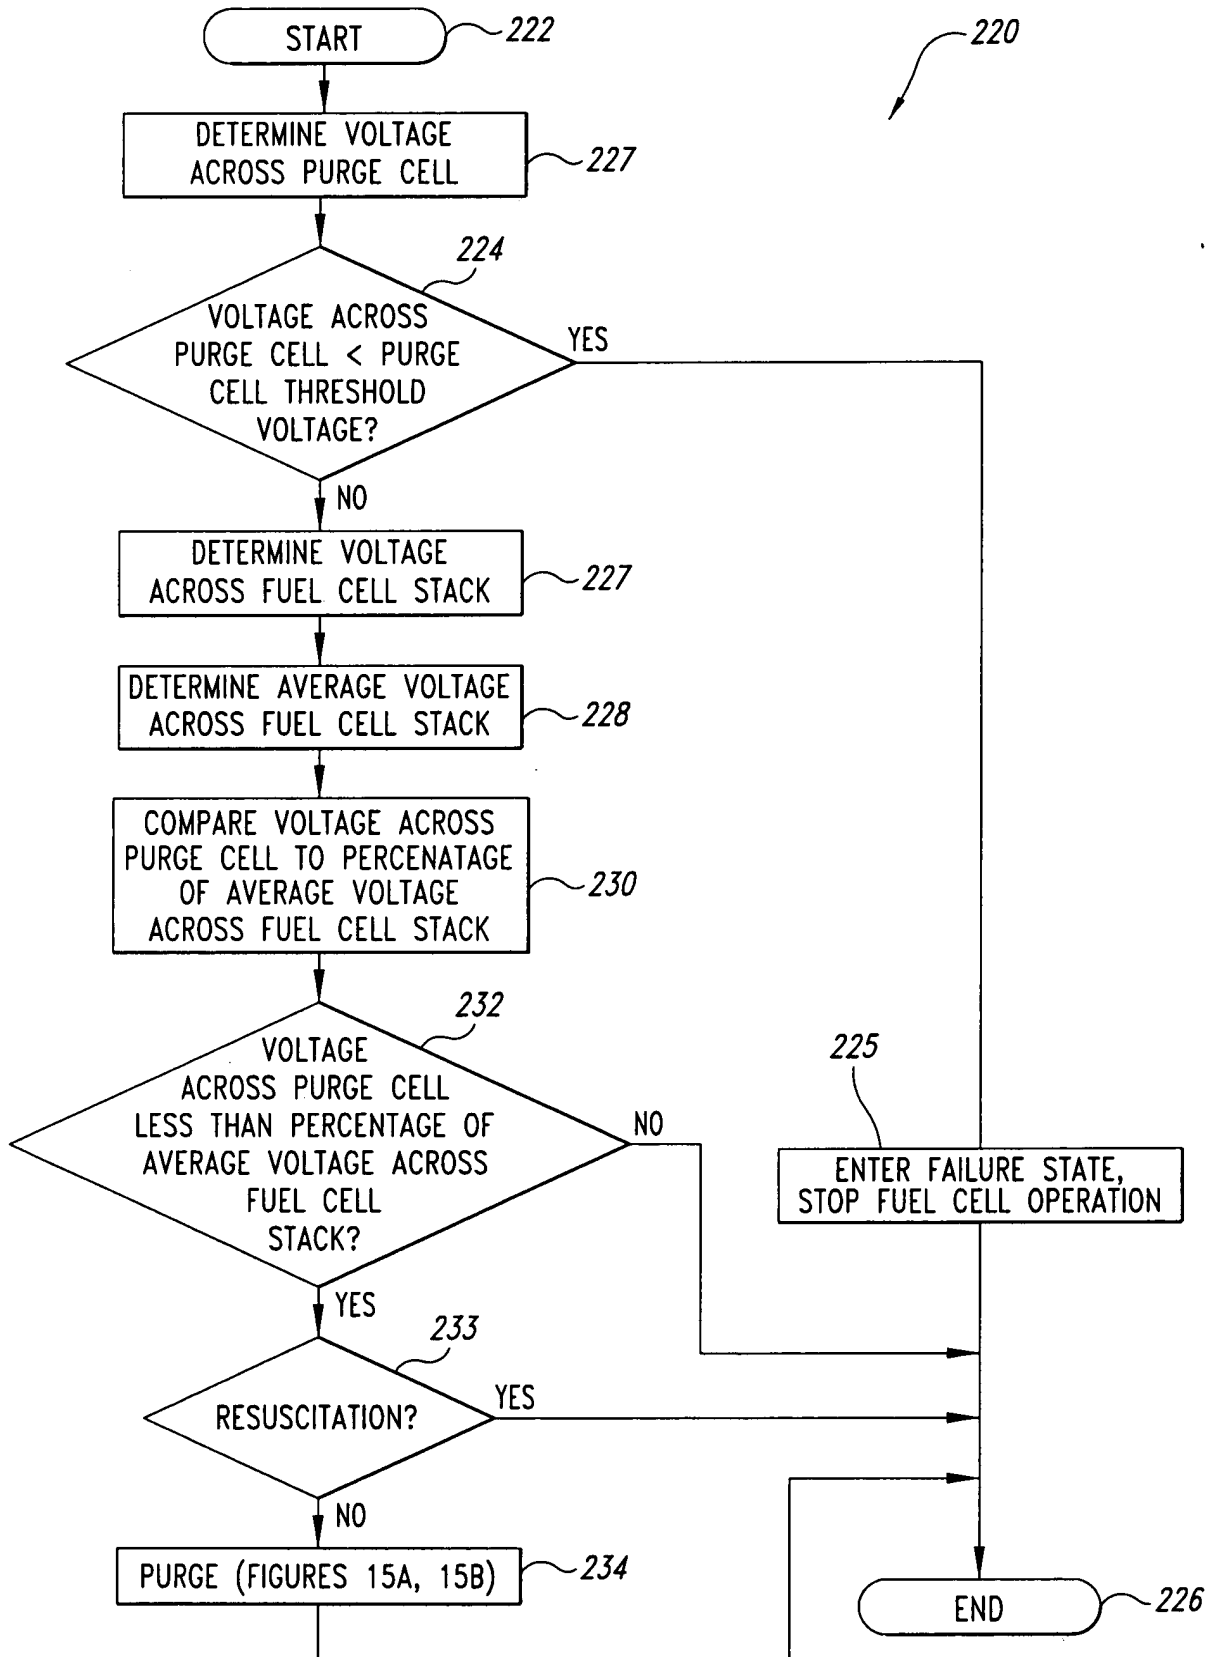 START
222
220
DETERMINE VOLTAGE
ACROSS PURGE CELL
227
224
VOLTAGE ACROSS
PURGE CELL < PURGE
CELL THRESHOLD
VOLTAGE?
YES
NO
DETERMINE VOLTAGE
ACROSS FUEL CELL STACK
227
DETERMINE AVERAGE VOLTAGE
ACROSS FUEL CELL STACK
228
COMPARE VOLTAGE ACROSS
PURGE CELL TO PERCENATAGE
OF AVERAGE VOLTAGE
ACROSS FUEL CELL STACK
230
232
VOLTAGE
ACROSS PURGE CELL
LESS THAN PERCENTAGE OF
AVERAGE VOLTAGE ACROSS
FUEL CELL
STACK?
NO
225
ENTER FAILURE STATE,
STOP FUEL CELL OPERATION
YES
233
RESUSCITATION?
YES
NO
PURGE (FIGURES 15A, 15B)
234
END
226